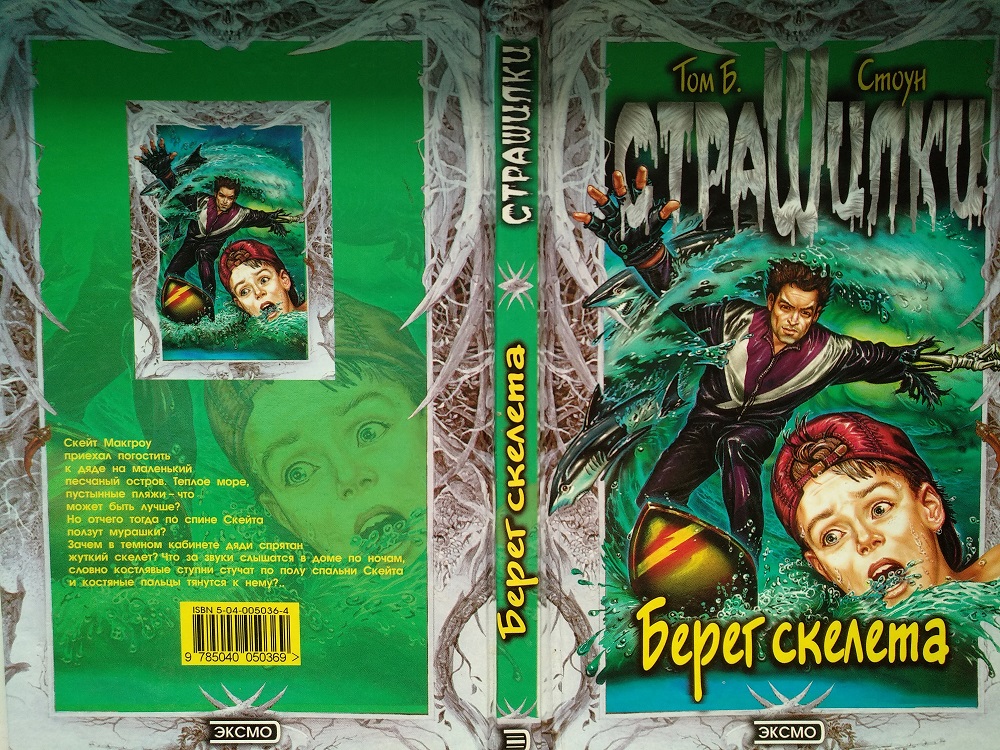 Скейт Макгроу
приехал погостить
к дяде на маленький
песчаный остров. Теплое море,
пустынные пляжи – что
может быть лучше?
Но отчего тогда по спине Скейта
ползут мурашки?
Зачем в темном кабинете дяди спрятан
жуткий скелет? Что за звуки слышатся в доме по ночам,
словно костлявые ступни стучат по полу спальни Скейта
и костяные пальцы тянутся к нему?..
ISBN 5-04-005036-4
9 785040 050369 >
ЭКСМО
СТРАШИЛКИ
Берег скелета
Том Б. Стоун
СТРАШИЛКИ
Берег скелета
ЭКСМО